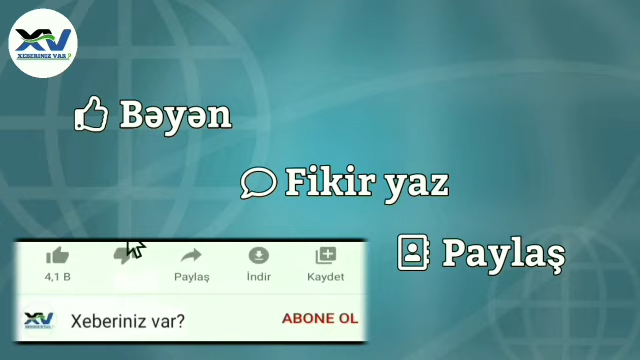 XV
XEBERINIZ VAR ?
Bəyən
Fikir yaz
Paylaş
4,1 B
Paylaş
İndir
Kaydet
Xeberiniz var?
ABONE OL